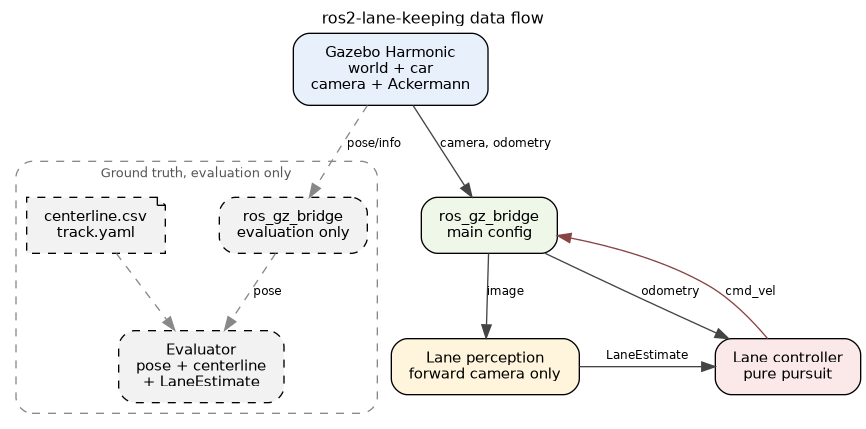 ros2-lane-keeping data flow
Gazebo Harmonic
world + car
camera + Ackermann
pose/info
camera, odometry
Ground truth, evaluation only
centerline.csv
track.yaml
ros_gz_bridge
evaluation only
ros_gz_bridge
main config
pose
image
odometry
cmd_vel
Evaluator
pose + centerline
+ LaneEstimate
Lane perception
forward camera only
LaneEstimate
Lane controller
pure pursuit